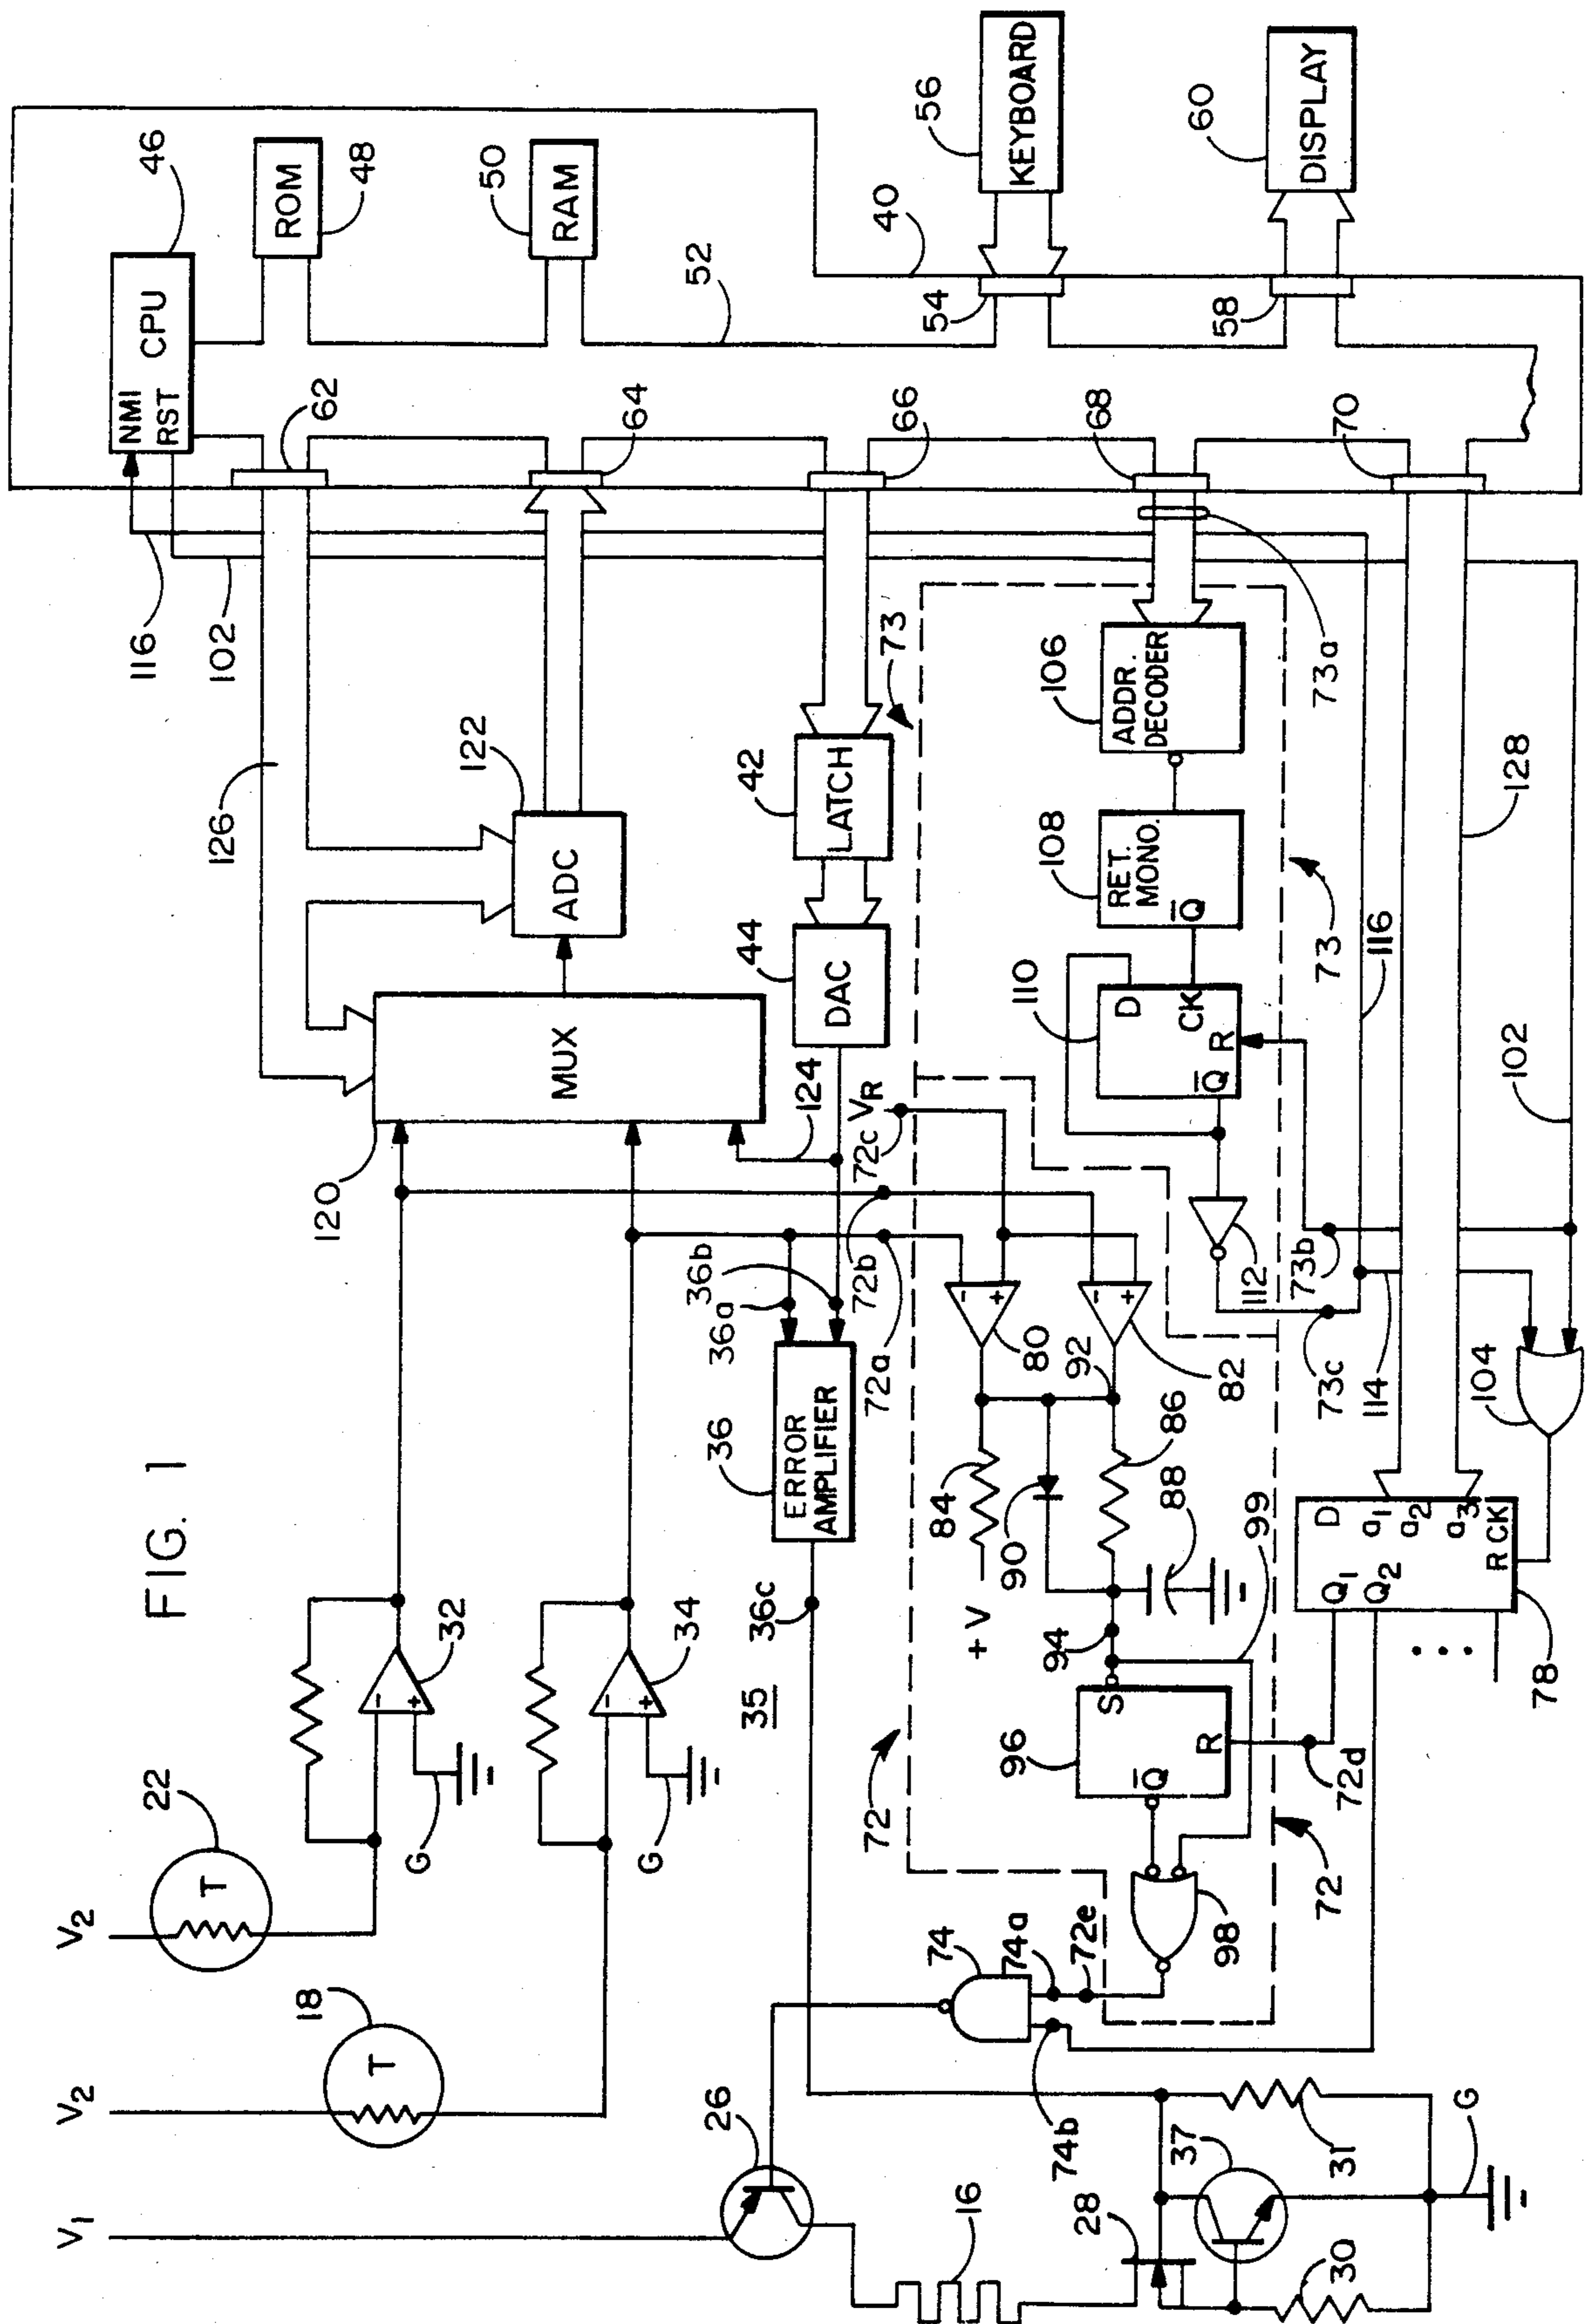 FIG. 1
V2
V2
V1
22
T
18
T
26
16
28
37
30
31
G
32
-
+
G
34
-
+
G
35
36
ERROR
AMPLIFIER
36a
36b
36c
120
MUX
122
ADC
124
126
116
102
46
CPU
NMI
RST
ROM
48
50
RAM
52
62
64
66
68
70
54
58
40
56
KEYBOARD
60
DISPLAY
42
LATCH
44
DAC
73
73
73a
106
ADDR.
DECODER
108
RET.
MONO.
Q
110
D
CK
R
Q
112
73b
73c
114
116
102
128
104
72
72
72a
72b
72c
VR
80
-
+
82
-
+
84
+V
86
88
90
92
94
96
S
R
Q
98
99
72d
72e
74
74a
74b
78
D
a1
a2
a3
Q1
Q2
R CK